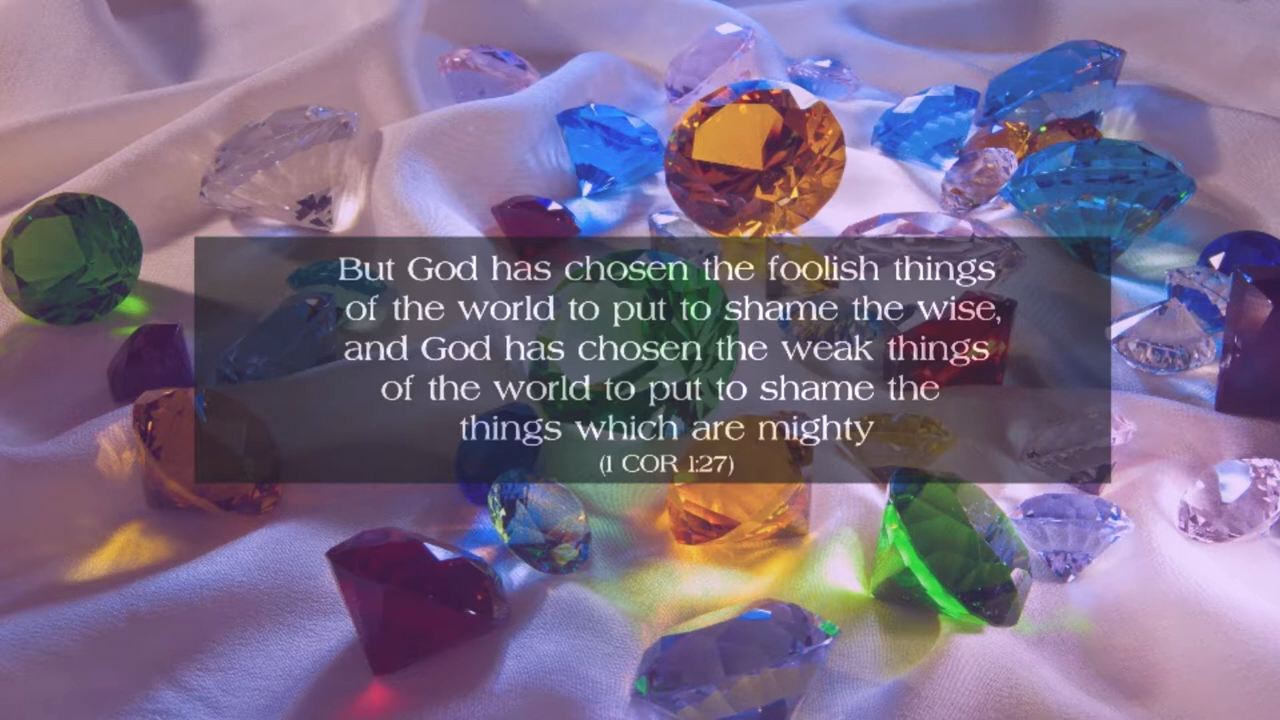 But God has chosen the foolish things
of the world to put to shame the wise,
and God has chosen the weak things
of the world to put to shame the
things which are mighty
(1 COR 1:27)